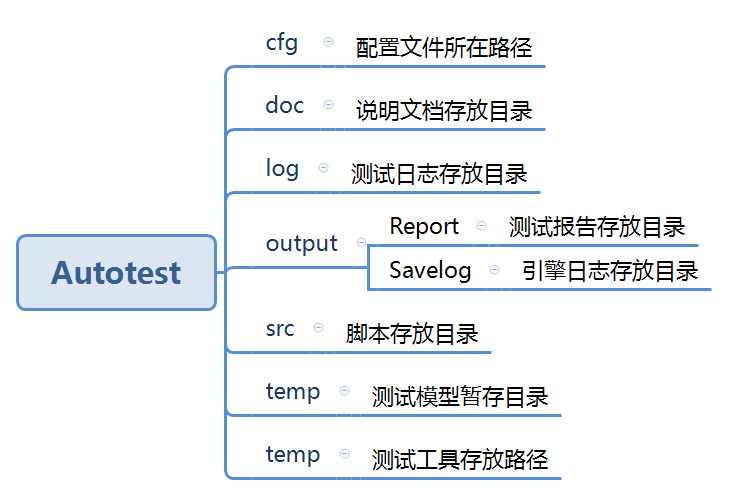 cfg 配置文件所在路径
doc 说明文档存放目录
log 测试日志存放目录
Report 测试报告存放目录
output
Savelog 引擎日志存放目录
Autotest
src 脚本存放目录
temp 测试模型暂存目录
temp 测试工具存放路径